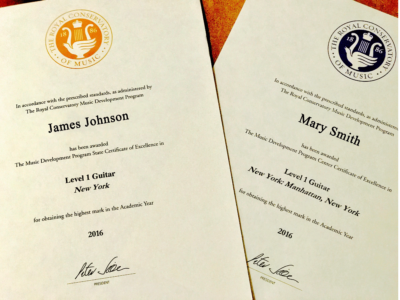 THE ROYAL CONSERVATORY
OF MUSIC
In accordance with the prescribed standards, as administered by
The Royal Conservatory Music Development Program
James Johnson
has been awarded
The Music Development Program State Certificate of Excellence in
Level 1 Guitar
New York
for obtaining the highest mark in the Academic Year
2016
PRESIDENT
THE ROYAL CONSERVATORY
18 86
OF MUSIC
In accordance with the prescribed standards, as administered
The Royal Conservatory Music Development Program
Mary Smith
has been awarded
The Music Development Program Center Certificate of Excellence in
Level 1 Guitar
New York: Manhattan, New York
for obtaining the highest mark in the Academic Year
2016
PRESIDENT